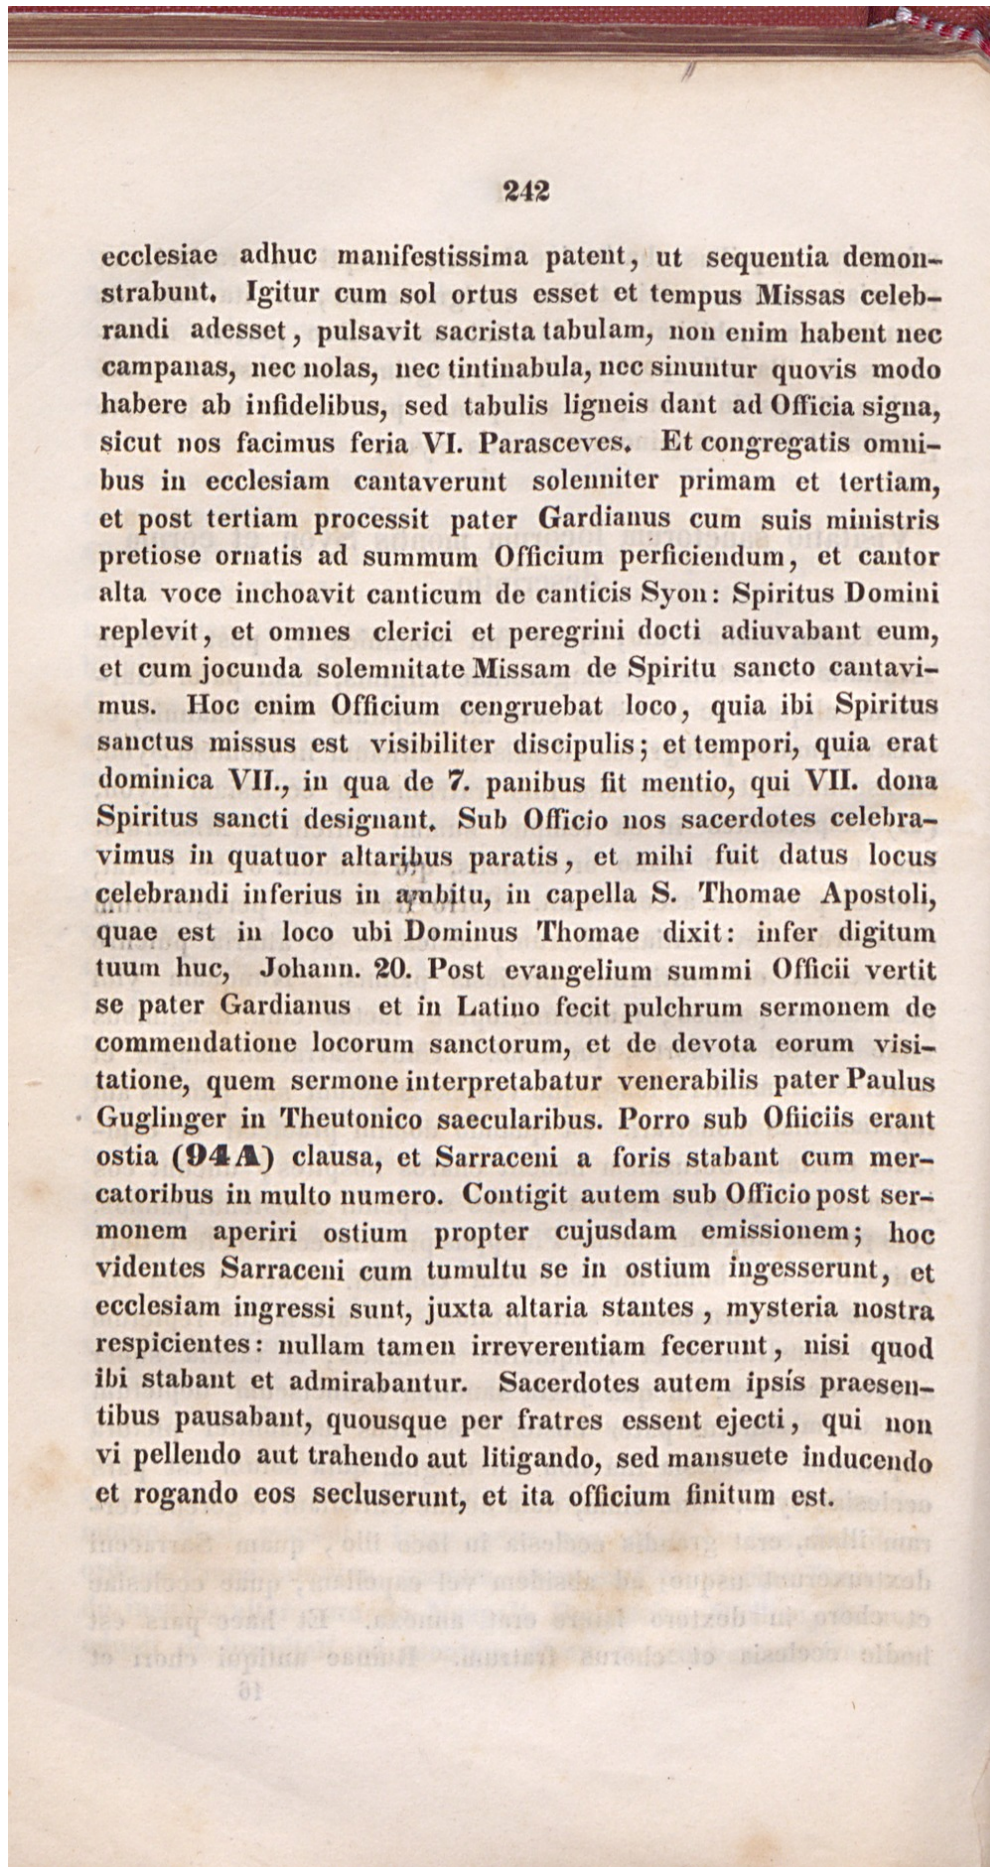 242
ecclesiae adhuc manifestissima patent, ut sequentia demon-
strabunt. Igitur cum sol ortus esset et tempus Missas celeb-
randi adesset, pulsavit sacrista tabulam, non enim habent nec
campanas, nec nolas, nec tintinabula, nec sinuntur quovis modo
habere ab infidelibus, sed tabulis ligneis dant ad Officia signa,
sicut nos facimus feria VI. Parasceves. Et congregatis omni-
bus in ecclesiam cantaverunt solenniter primam et tertiam,
et post tertiam processit pater Gardianus cum suis ministris
pretiose ornatis ad summum Officium perficiendum, et cantor
alta voce inchoavit canticum de canticis Syon: Spiritus Domini
replevit, et omnes clerici et peregrini docti adiuvabant eum,
et cum jocunda solemnitate Missam de Spiritu sancto cantavi-
mus. Hoc enim Officium cengruebat loco, quia ibi Spiritus
sanctus missus est visibiliter discipulis; et tempori, quia erat
dominica VII., in qua de 7. panibus fit mentio, qui VII. dona
Spiritus sancti designant. Sub Officio nos sacerdotes celebra-
vimus in quatuor altaribus paratis, et mihi fuit datus locus
celebrandi inferius in ambitu, in capella S. Thomae Apostoli,
quae est in loco ubi Dominus Thomae dixit: infer digitum
tuum huc, Johann. 20. Post evangelium summi Officii vertit
se pater Gardianus et in Latino fecit pulchrum sermonem de
commendatione locorum sanctorum, et de devota eorum visi-
tatione, quem sermone interpretabatur venerabilis pater Paulus
Guglinger in Theutonico saecularibus. Porro sub Ofiiciis erant
ostia (94 A) clausa, et Sarraceni a foris stabant cum mer-
catoribus in multo numero. Contigit autem sub Officio post ser-
monem aperiri ostium propter cujusdam emissionem; hoc
videntes Sarraceni cum tumultu se in ostium ingesserunt, et
ecclesiam ingressi sunt, juxta altaria stantes, mysteria nostra
respicientes: nullam tamen irreverentiam fecerunt, nisi quod
ibi stabant et admirabantur. Sacerdotes autem ipsís praesen-
tibus pausabant, quousque per fratres essent ejecti, qui non
vi pellendo aut trahendo aut litigando, sed mansuete inducendo
et rogando eos secluserunt, et ita officium finitum est.